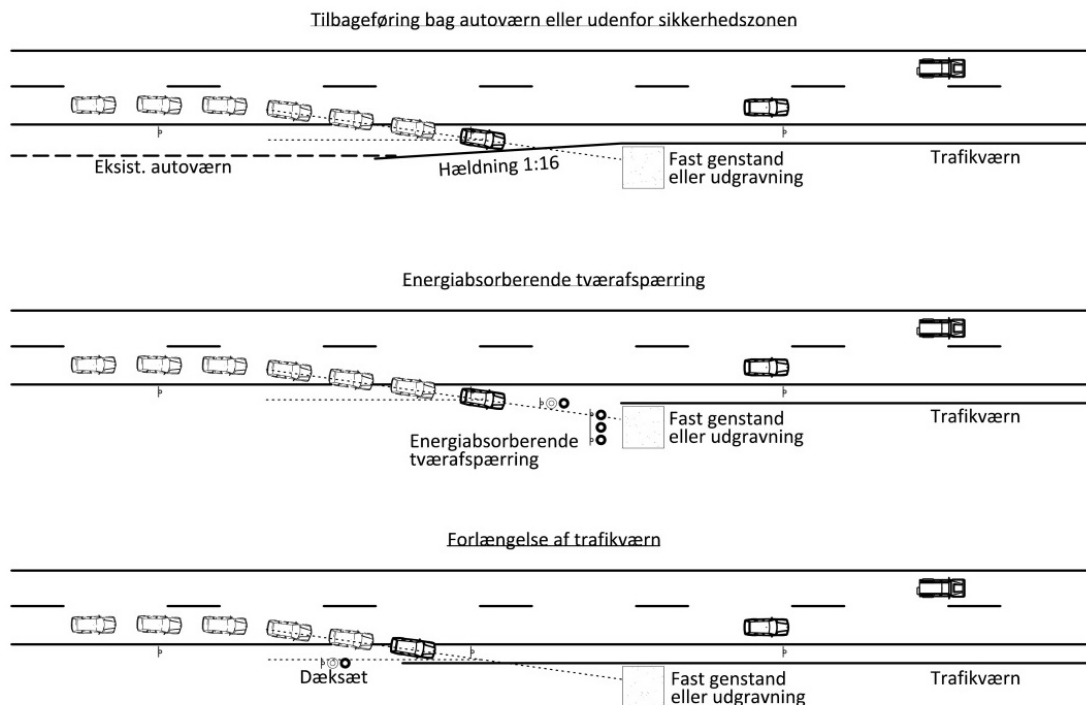 Tilbageføring bag autoværn eller udenfor sikkerhedszonen
Eksist. autoværn
Hældning 1:16
Fast genstand
eller udgravning
Trafikværn
Energiabsorberende tværafspærring
Energiabsorberende
tværafspærring
Fast genstand
eller udgravning
Trafikværn
Forlængelse af trafikværn
Dæksæt
Fast genstand
eller udgravning
Trafikværn